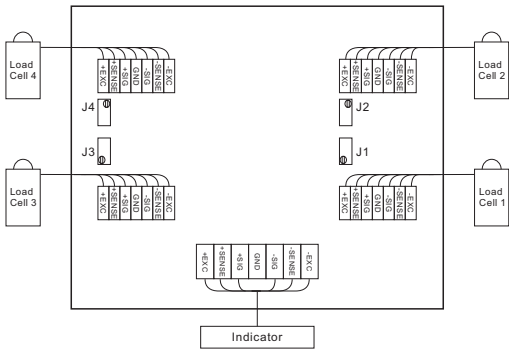 Load
Cell 4
+EXC
+SENSE
+SIG
GND
-SIG
-SENSE
-EXC
+EXC
+SENSE
+SIG
GND
-SIG
-SENSE
-EXC
Load
Cell 2
J4
J2
J3
J1
Load
Cell 3
+EXC
+SENSE
+SIG
GND
-SIG
-SENSE
-EXC
+EXC
+SENSE
+SIG
GND
-SIG
-SENSE
-EXC
Load
Cell 1
+EXC
+SENSE
+SIG
GND
-SIG
-SENSE
-EXC
Indicator